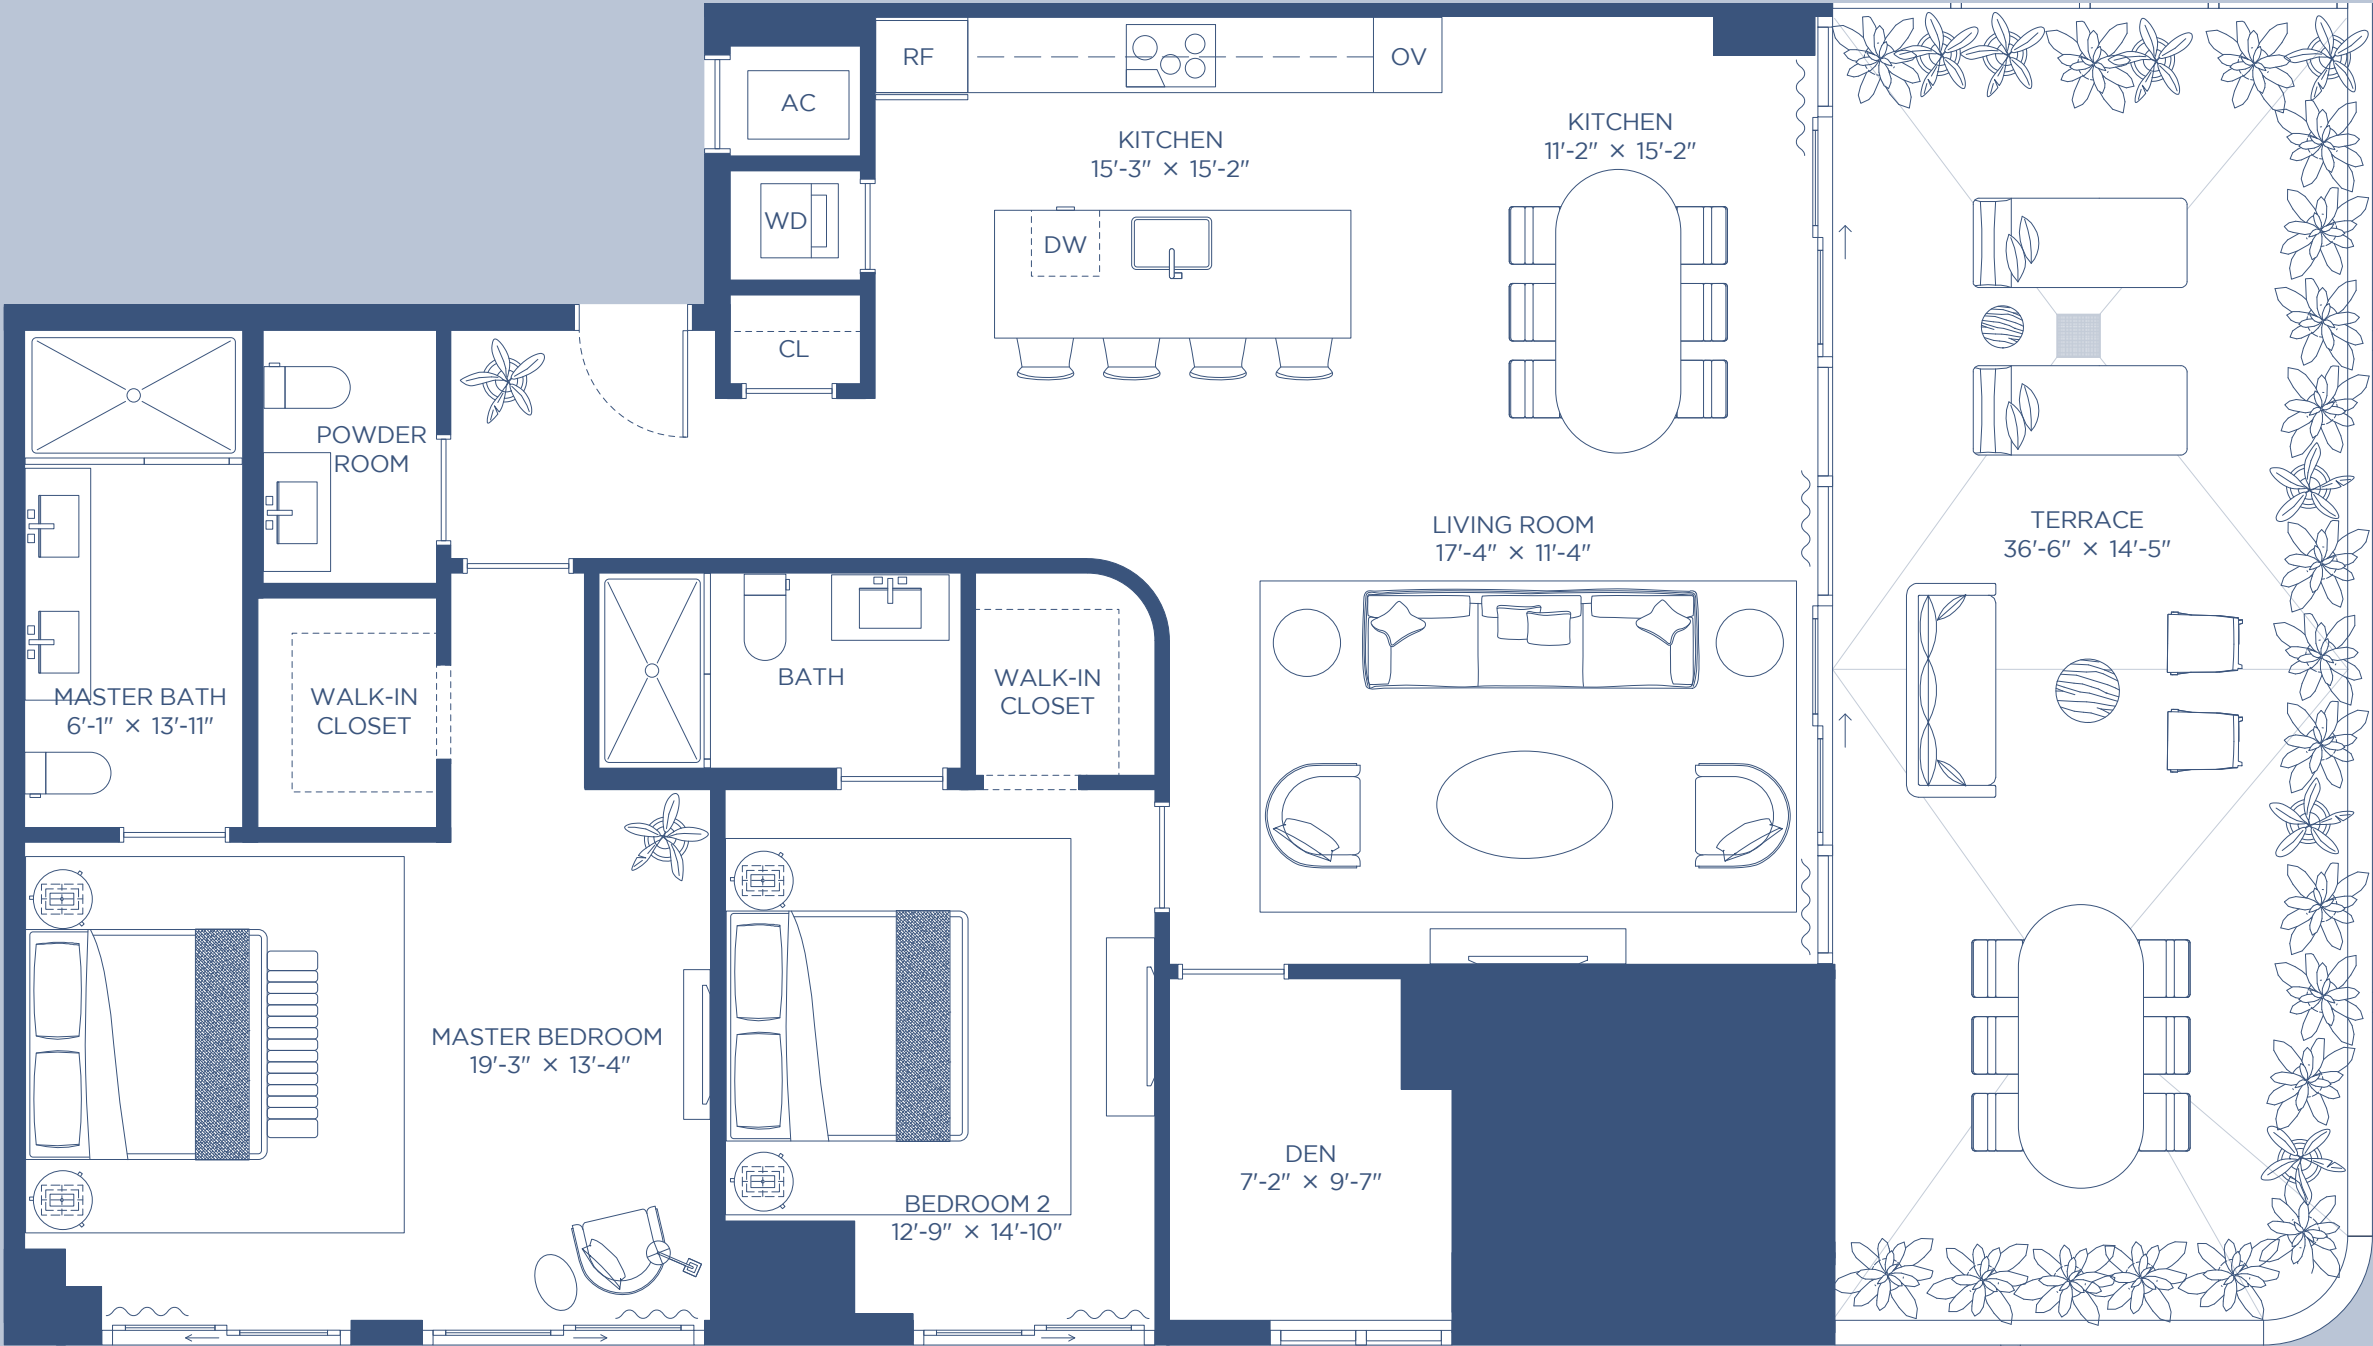 RF
OV
AC
KITCHEN
15'-3" × 15'-2"
KITCHEN
11'-2" × 15'-2"
WD
DW
CL
POWDER
ROOM
LIVING ROOM
17'-4" × 11'-4"
TERRACE
36'-6" × 14'-5"
MASTER BATH
6'-1" × 13'-11"
WALK-IN
CLOSET
BATH
WALK-IN
CLOSET
MASTER BEDROOM
19'-3" × 13'-4"
BEDROOM 2
12'-9" × 14'-10"
DEN
7'-2" × 9'-7"